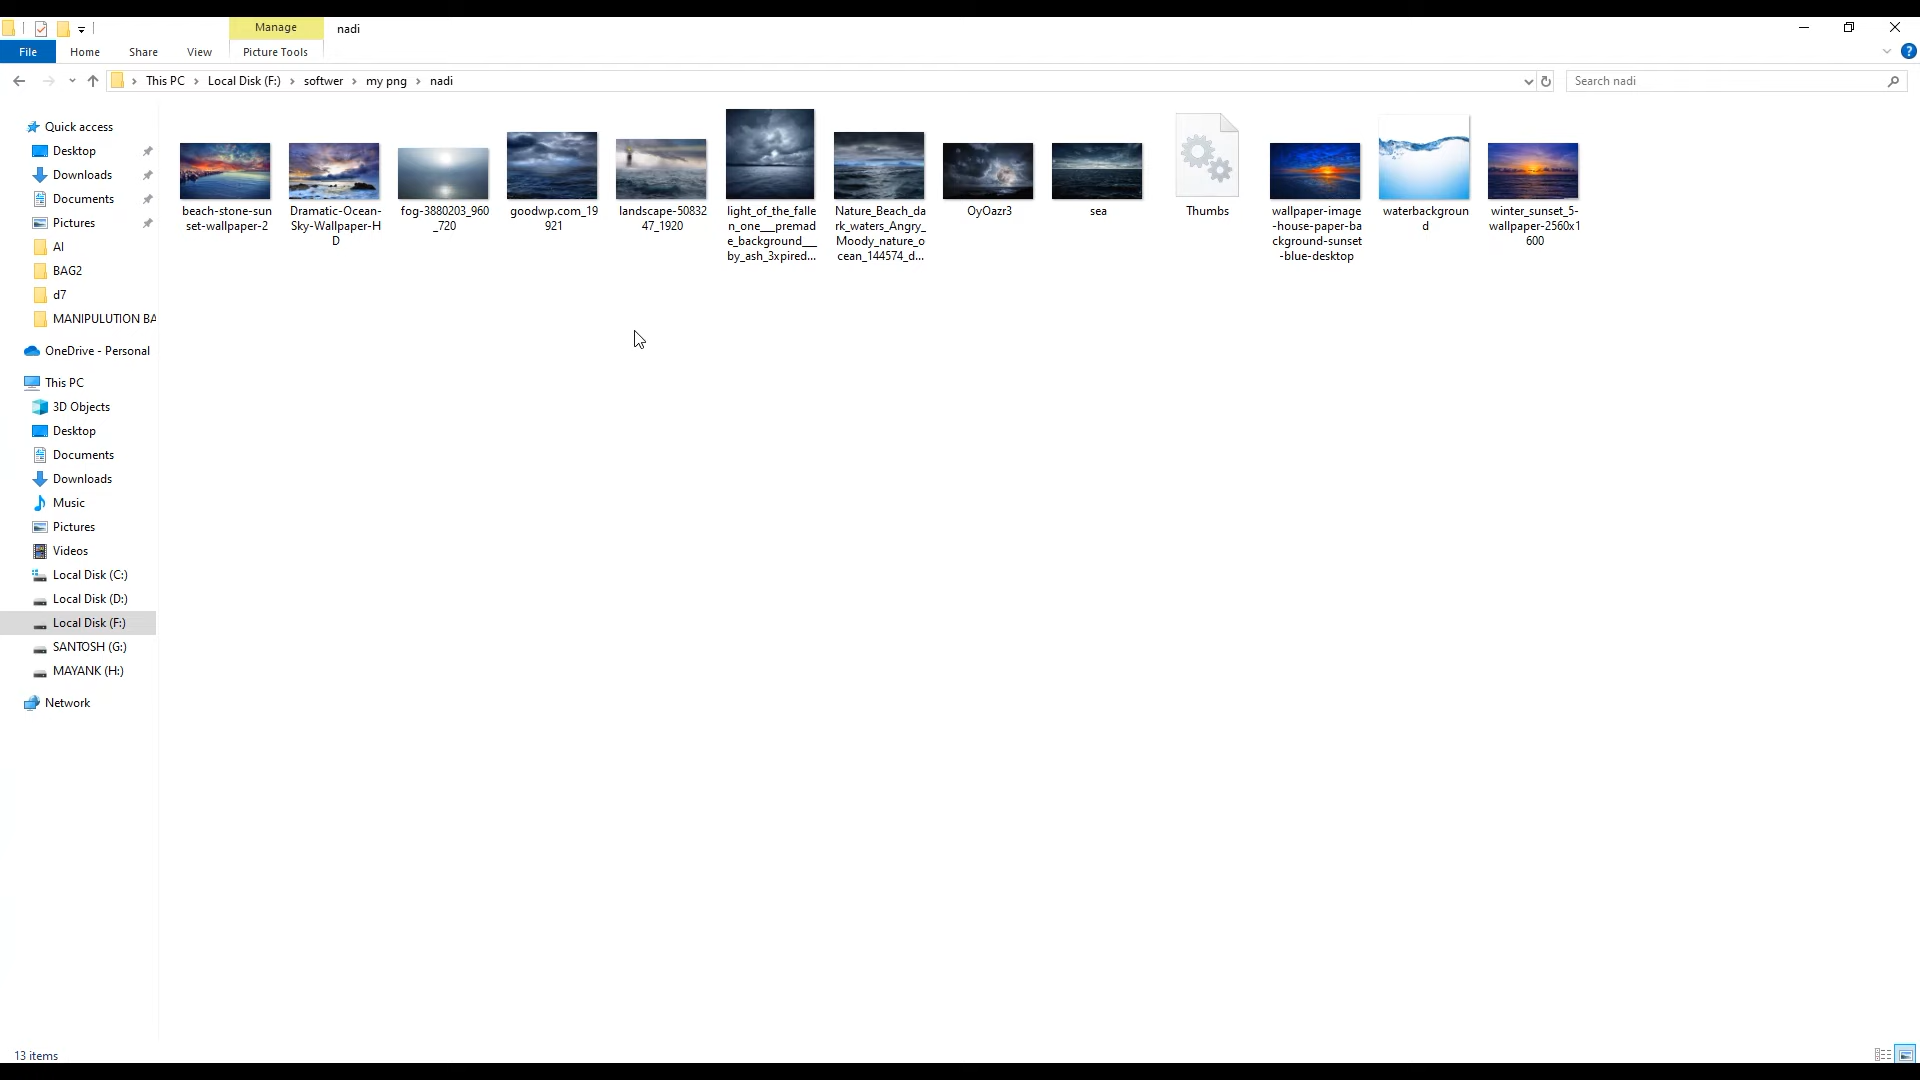 Manage
nadi
File
Home
Share
View
Picture Tools
This PC
Local Disk (F:)
softwer
my png
nadi
Search nadi
Quick access
Desktop
Downloads
Documents
Pictures
AI
BAG2
d7
MANIPULUTION BA
OneDrive - Personal
This PC
3D Objects
Desktop
Documents
Downloads
Music
Pictures
Videos
Local Disk (C:)
Local Disk (D:)
Local Disk (F:)
SANTOSH (G:)
MAYANK (H:)
Network
beach-stone-sun
set-wallpaper-2
Dramatic-Ocean-
Sky-Wallpaper-H
D
fog-3880203_960
_720
goodwp.com_19
921
landscape-50832
47_1920
light_of_the_falle
n_one___premad
e_background__
by_ash_3xpired...
Nature_Beach_da
rk_waters_Angry_
Moody_nature_o
cean_144574_d...
OyOazr3
sea
Thumbs
wallpaper-image
-house-paper-ba
ckground-sunset
-blue-desktop
waterbackgroun
d
winter_sunset_5-
wallpaper-2560x1
600
13 items